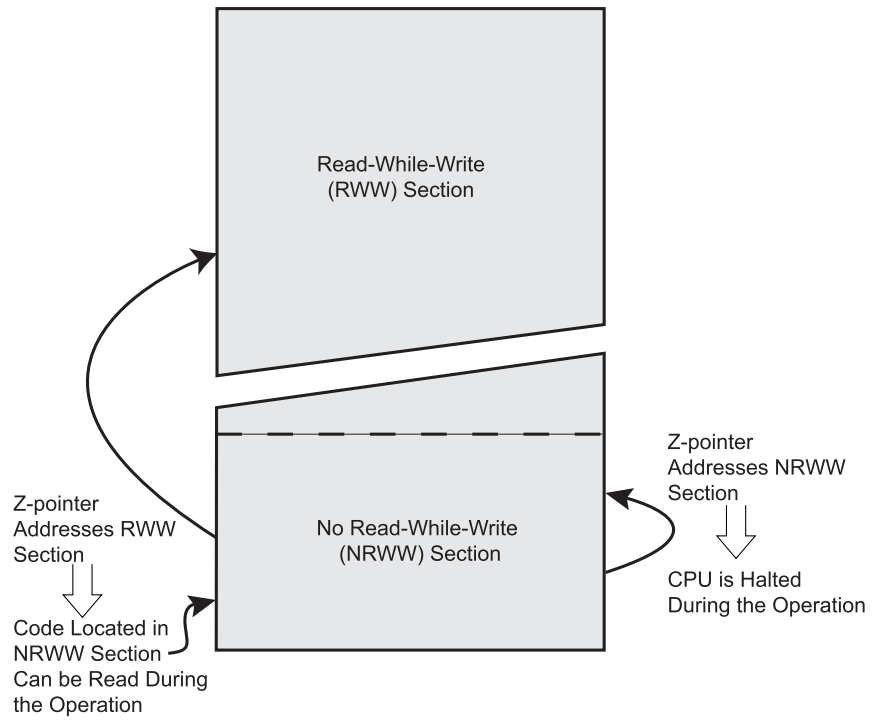 Read-While-Write
(RWW) Section
Z-pointer
Addresses NRWW
Section
Z-pointer
Addresses RWW
Section
No Read-While-Write
(NRWW) Section
CPU is Halted
During the Operation
Code Located in
NRWW Section
Can be Read During
the Operation